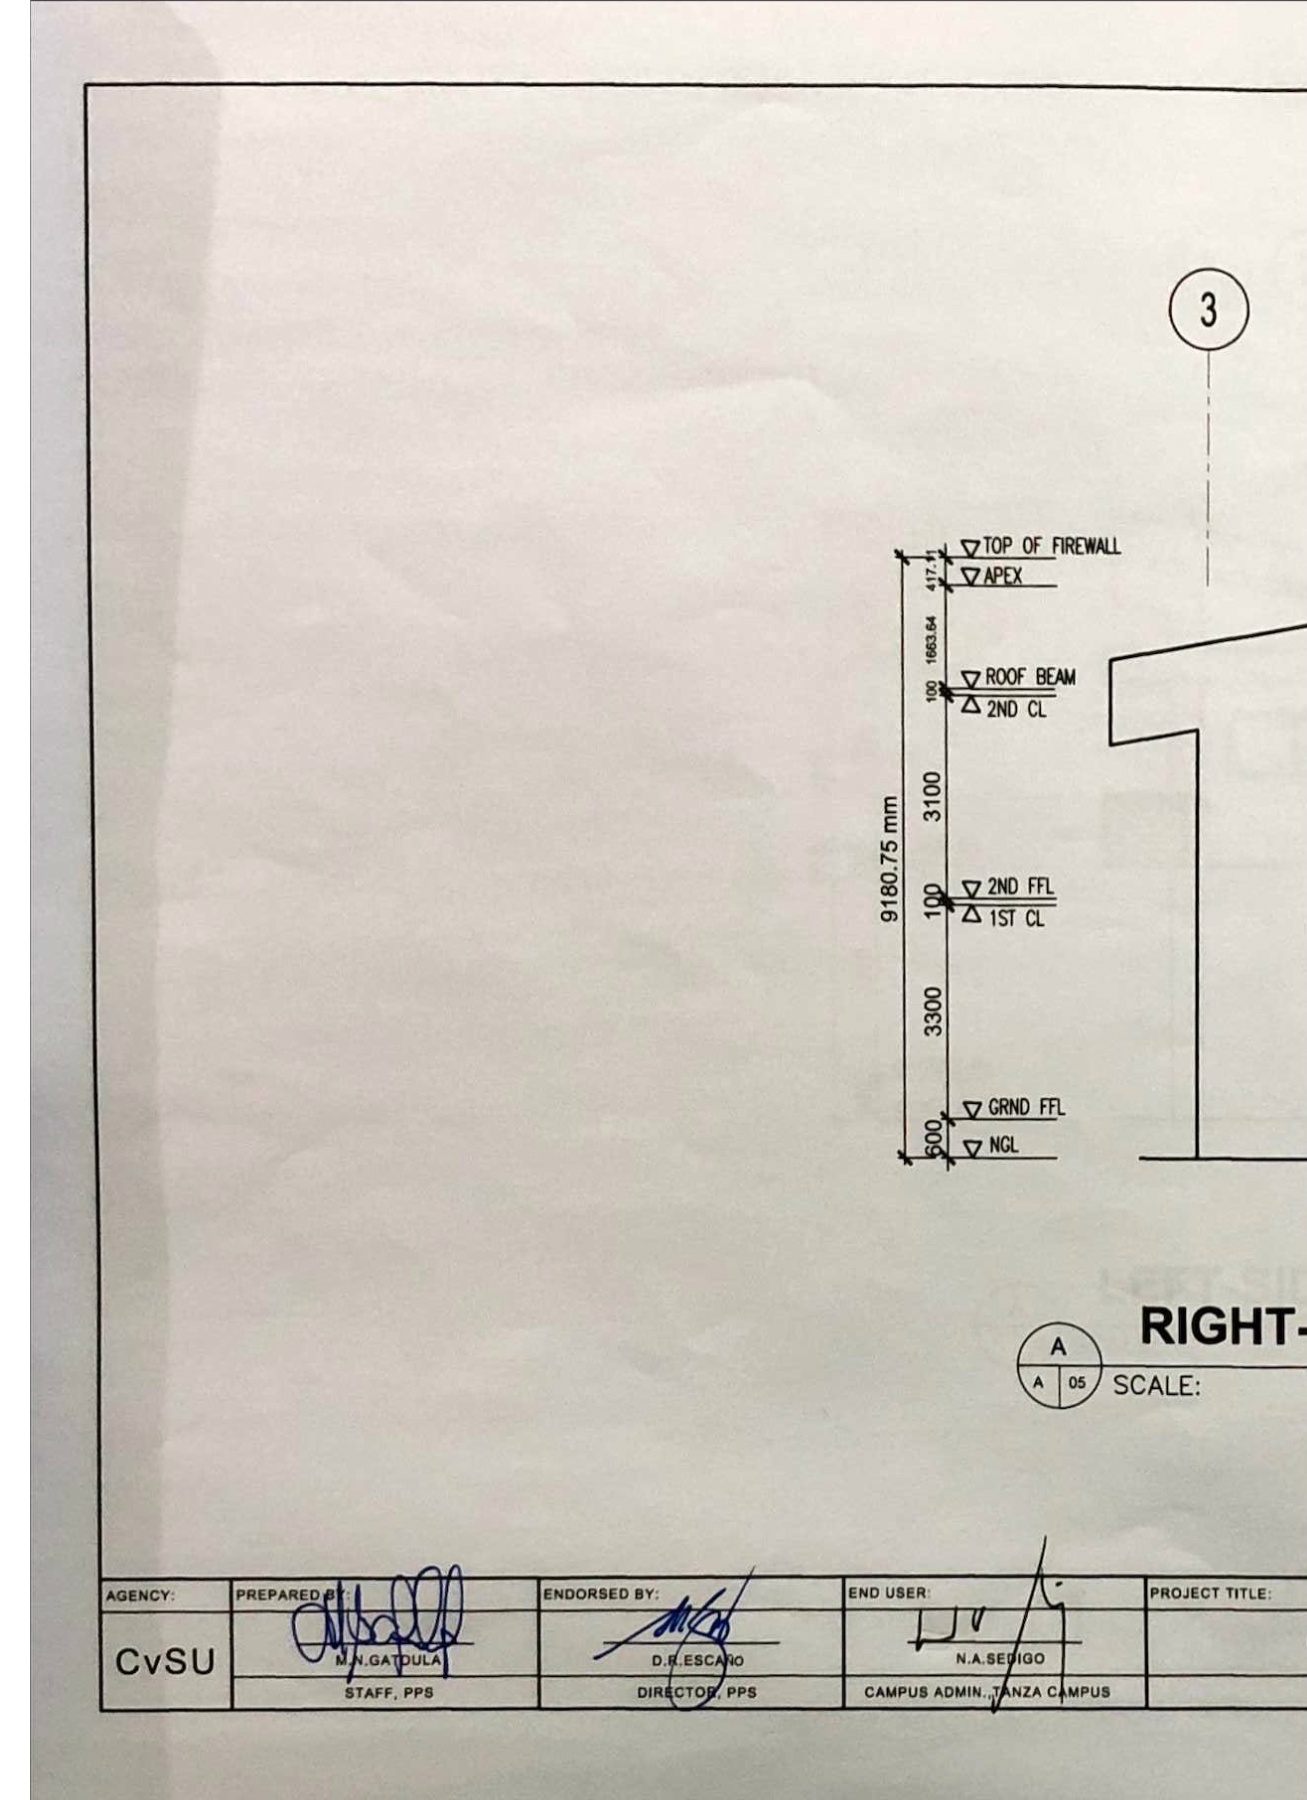 3
TOP OF FIREWALL
417.11
APEX
1663.64
ROOF BEAM
100
2ND CL
3100
9180.75 mm
2ND FFL
100
1ST CL
3300
GRND FFL
600
NGL
RIGHT-
A
A 05
SCALE:
AGENCY: PREPARED BY: ENDORSED BY: END USER: PROJECT TITLE:
CvSU
M.N.GATDULA D.R.ESCAÑO N.A.SEDIGO
STAFF, PPS DIRECTOR, PPS CAMPUS ADMIN., TANZA CAMPUS